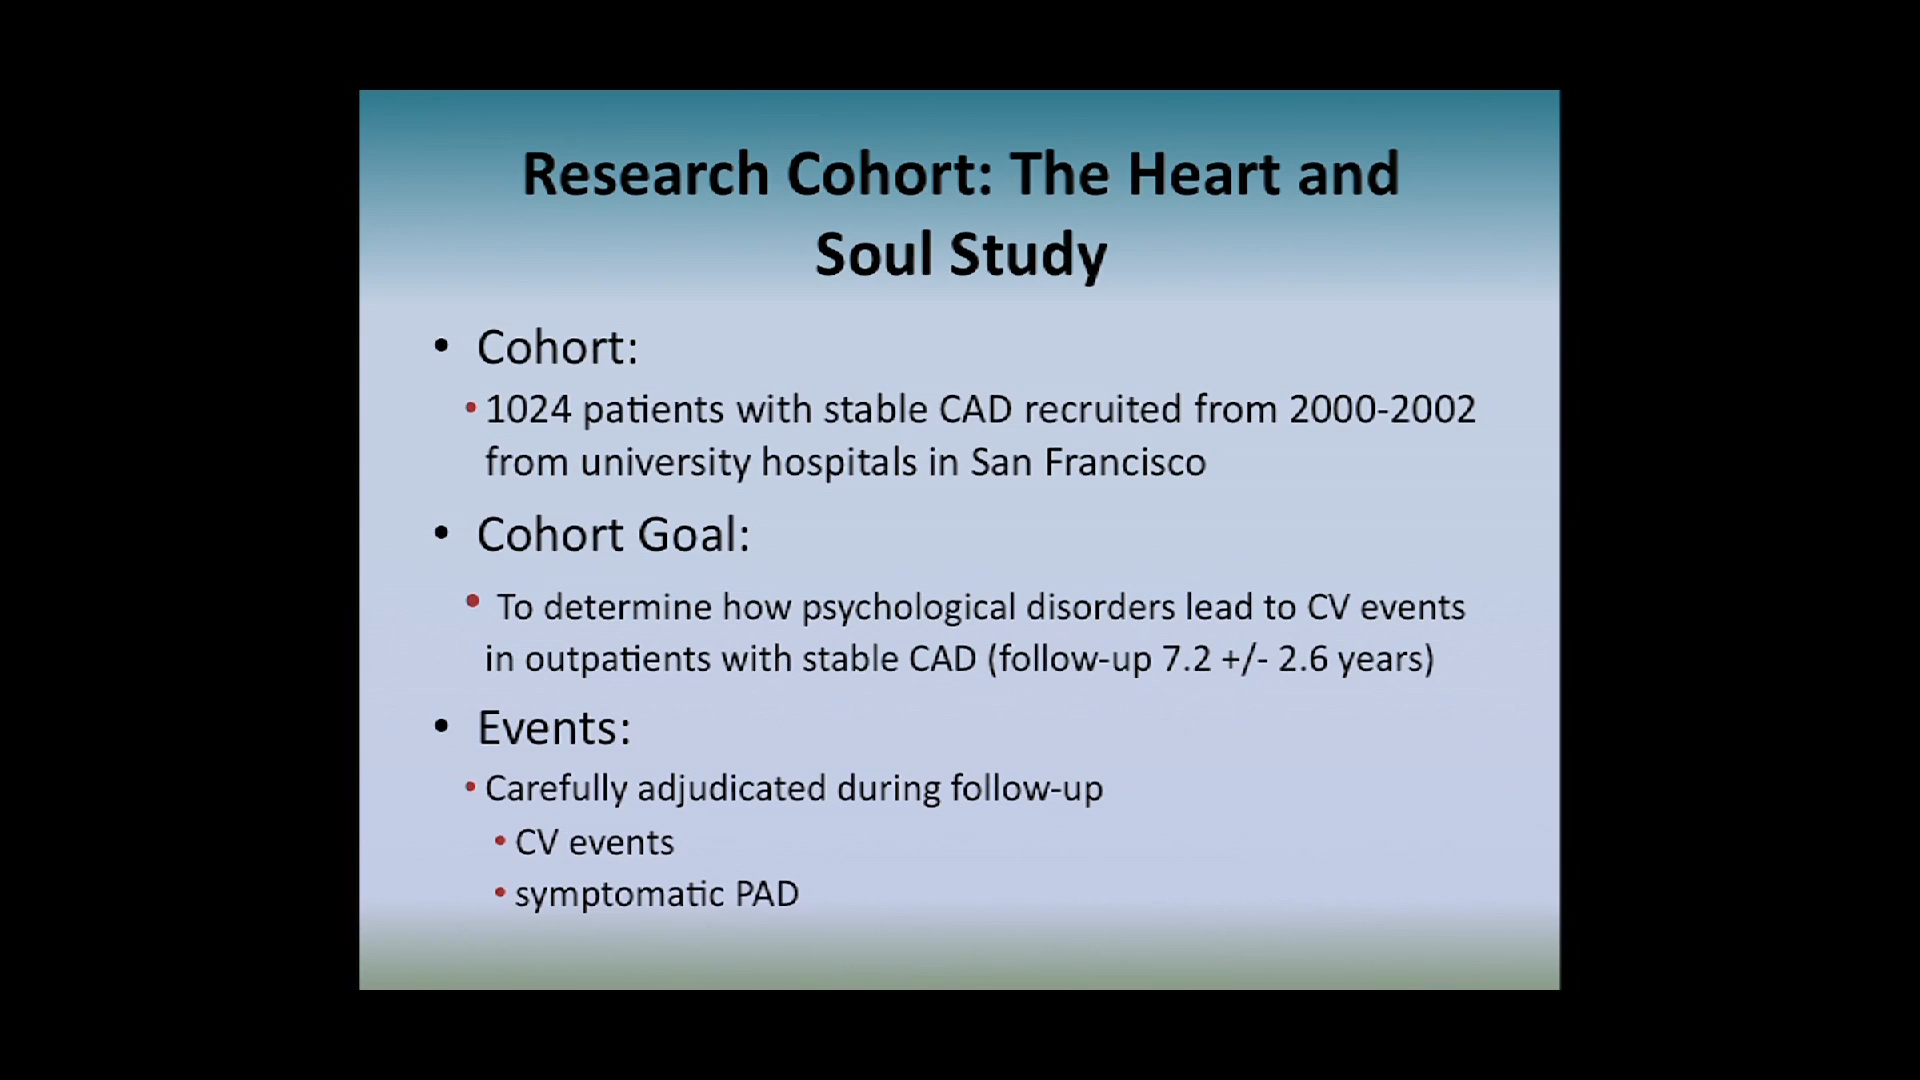 Research Cohort: The Heart and
Soul Study
• Cohort:
• 1024 patients with stable CAD recruited from 2000-2002
from university hospitals in San Francisco
• Cohort Goal:
• To determine how psychological disorders lead to CV events
in outpatients with stable CAD (follow-up 7.2 +/- 2.6 years)
• Events:
• Carefully adjudicated during follow-up
• CV events
• symptomatic PAD